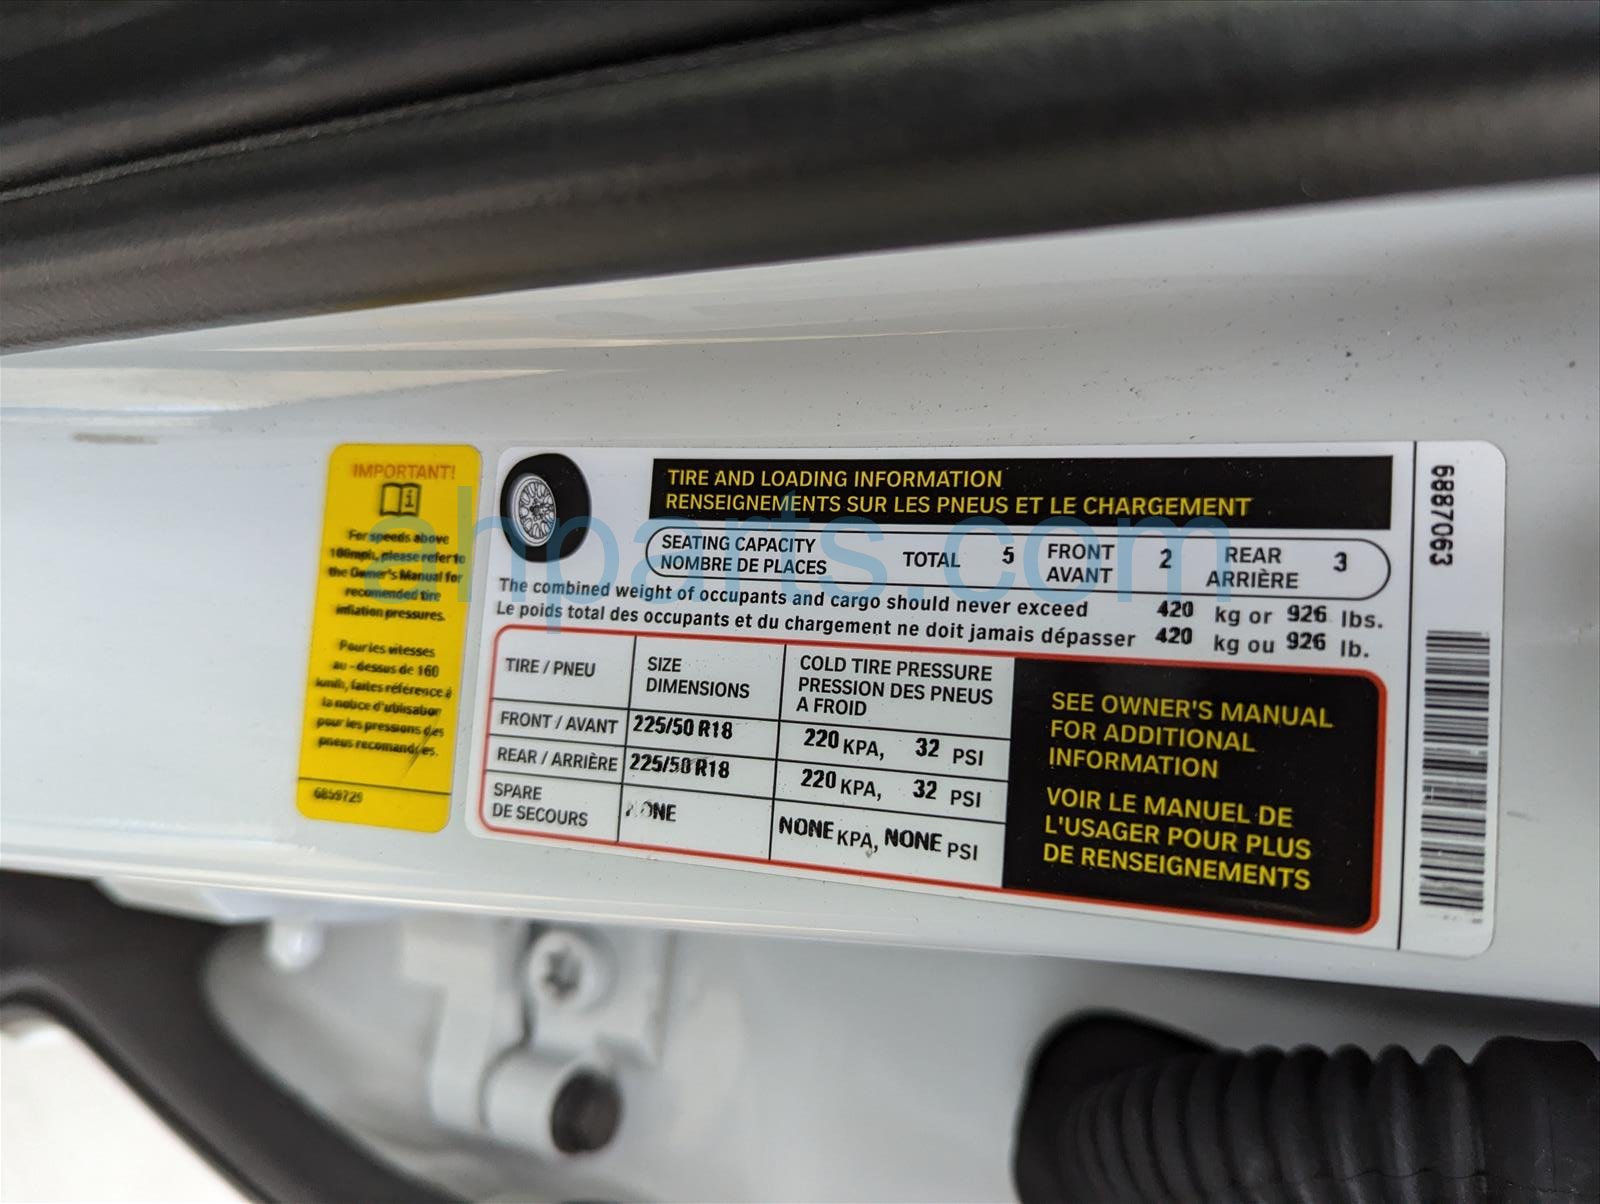 IMPORTANT!
For speeds above
100mph, please refer to
the Owner's Manual for
recomended tire
inflation pressures.
Pour les vitesses
au - dessus de 160
km/h, faites référence à
la notice d'utilisation
pour les pressions des
pneus recomandées.
6859729
TIRE AND LOADING INFORMATION
RENSEIGNEMENTS SUR LES PNEUS ET LE CHARGEMENT
SEATING CAPACITY
NOMBRE DE PLACES
TOTAL 5
FRONT
AVANT 2
REAR
ARRIÈRE 3
The combined weight of occupants and cargo should never exceed 420 kg or 926 lbs.
Le poids total des occupants et du chargement ne doit jamais dépasser 420 kg ou 926 lb.
TIRE / PNEU
SIZE
DIMENSIONS
COLD TIRE PRESSURE
PRESSION DES PNEUS
A FROID
FRONT / AVANT 225/50 R18 220 KPA, 32 PSI
REAR / ARRIÈRE 225/50 R18 220 KPA, 32 PSI
SPARE
DE SECOURS NONE NONE KPA, NONE PSI
SEE OWNER'S MANUAL
FOR ADDITIONAL
INFORMATION
VOIR LE MANUEL DE
L'USAGER POUR PLUS
DE RENSEIGNEMENTS
6887063
ahparts.com